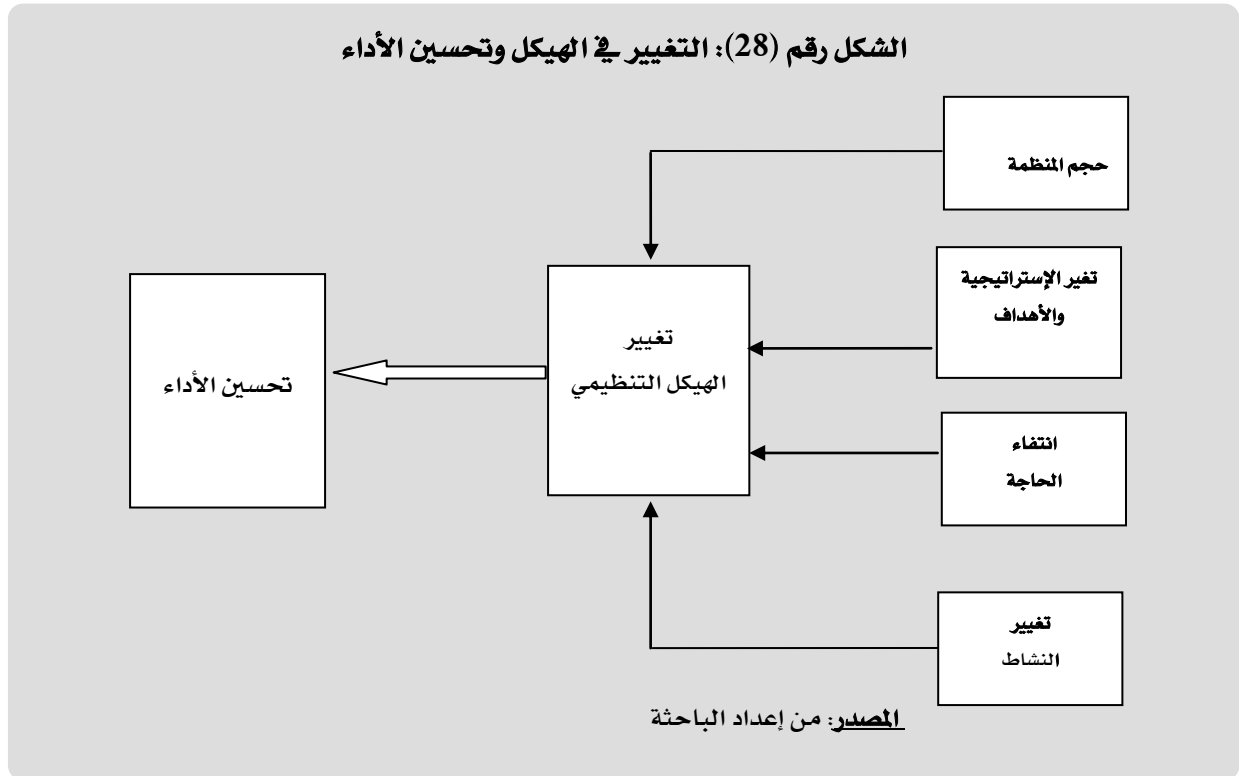 الشكل رقم (28): التغيير في الهيكل وتحسين الأداء
حجم المنظمة
تغير الإستراتيجية
والأهداف
انتفاء
الحاجة
تغيير
النشاط
تغيير
الهيكل التنظيمي
تحسين الأداء
المصدر: من إعداد الباحثة